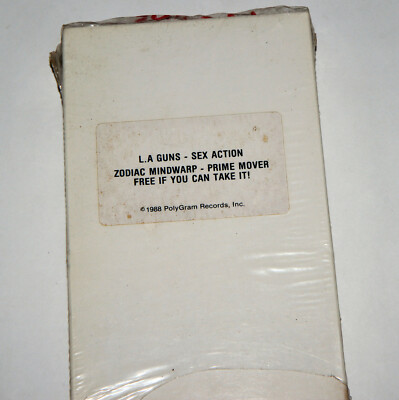 L.A GUNS - SEX ACTION
ZODIAC MINDWARP - PRIME MOVER
FREE IF YOU CAN TAKE IT!
©1988 PolyGram Records, Inc.